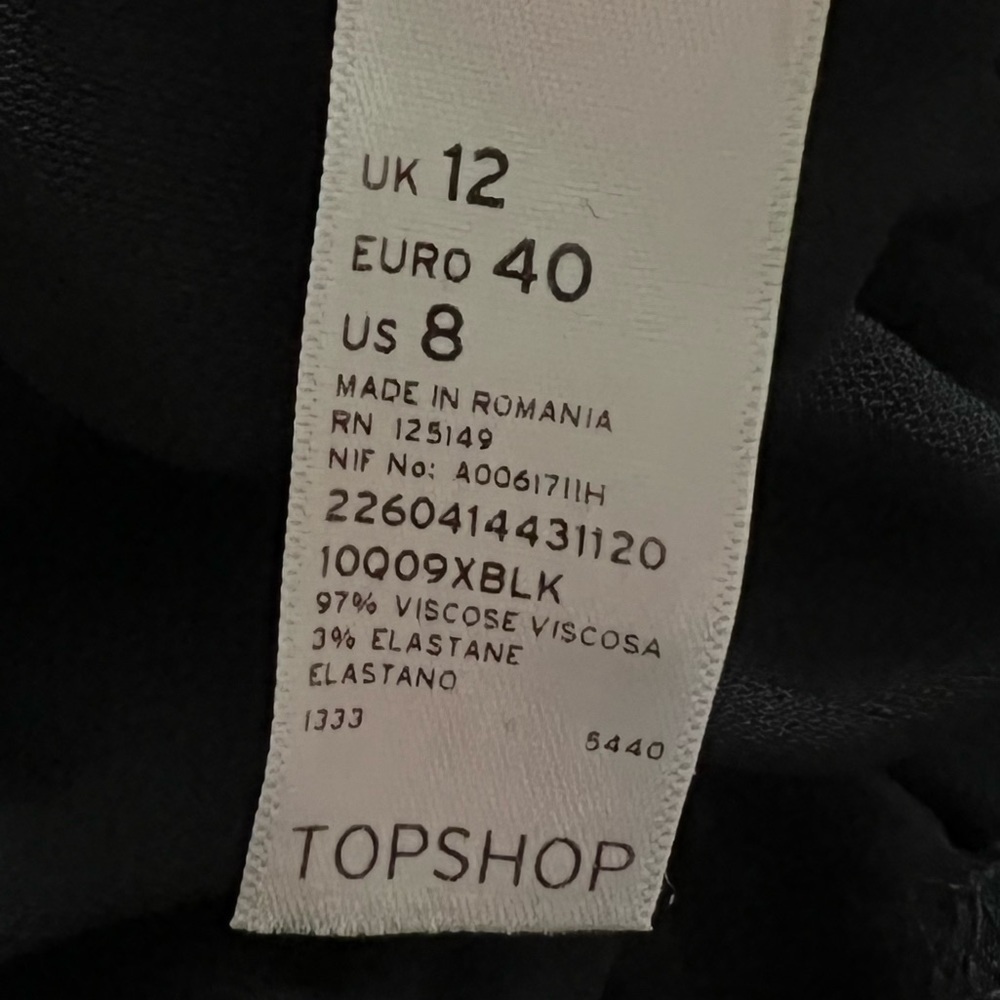 UK 12
EURO 40
US 8
MADE IN ROMANIA
RN 125149
NIF No: A0061711H
2260414431120
10Q09XBLK
97% VISCOSE VISCOSA
3% ELASTANE
ELASTANO
1333
5440
TOPSHOP